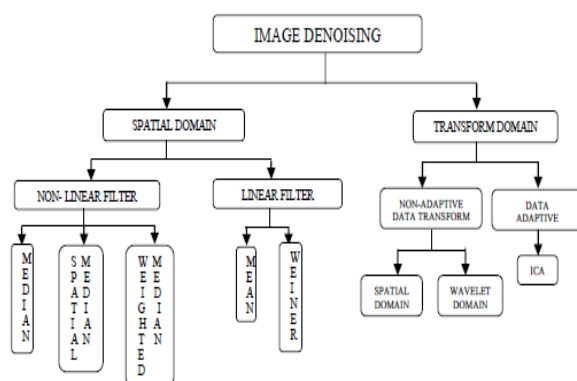 IMAGE DENOISING
SPATIAL DOMAIN
TRANSFORM DOMAIN
NON- LINEAR FILTER
LINEAR FILTER
NON-ADAPTIVE
DATA TRANSFORM
DATA
ADAPTIVE
MEDIAN
SPATIAL
MEDIAN
WEIGHTED
MEDIAN
MEAN
WEINER
SPATIAL
DOMAIN
WAVELET
DOMAIN
ICA